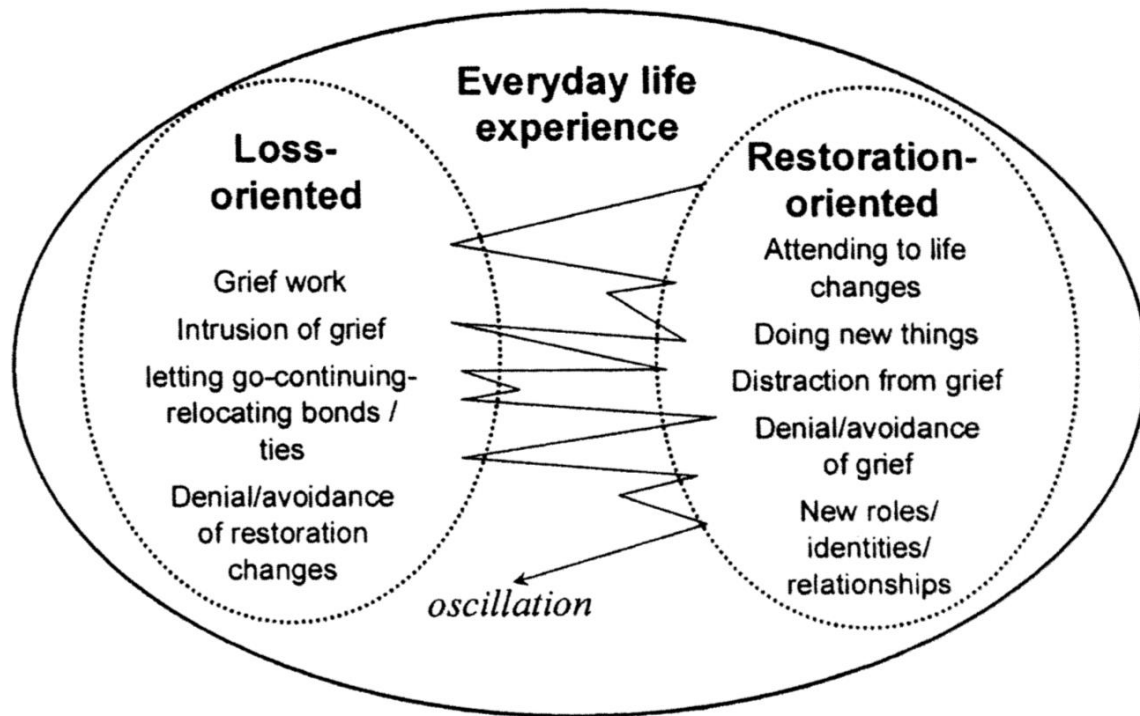 Everyday life
experience
Loss-
oriented
Grief work
Intrusion of grief
letting go-continuing-
relocating bonds /
ties
Denial/avoidance
of restoration
changes
Restoration-
oriented
Attending to life
changes
Doing new things
Distraction from grief
Denial/avoidance
of grief
New roles/
identities/
relationships
oscillation